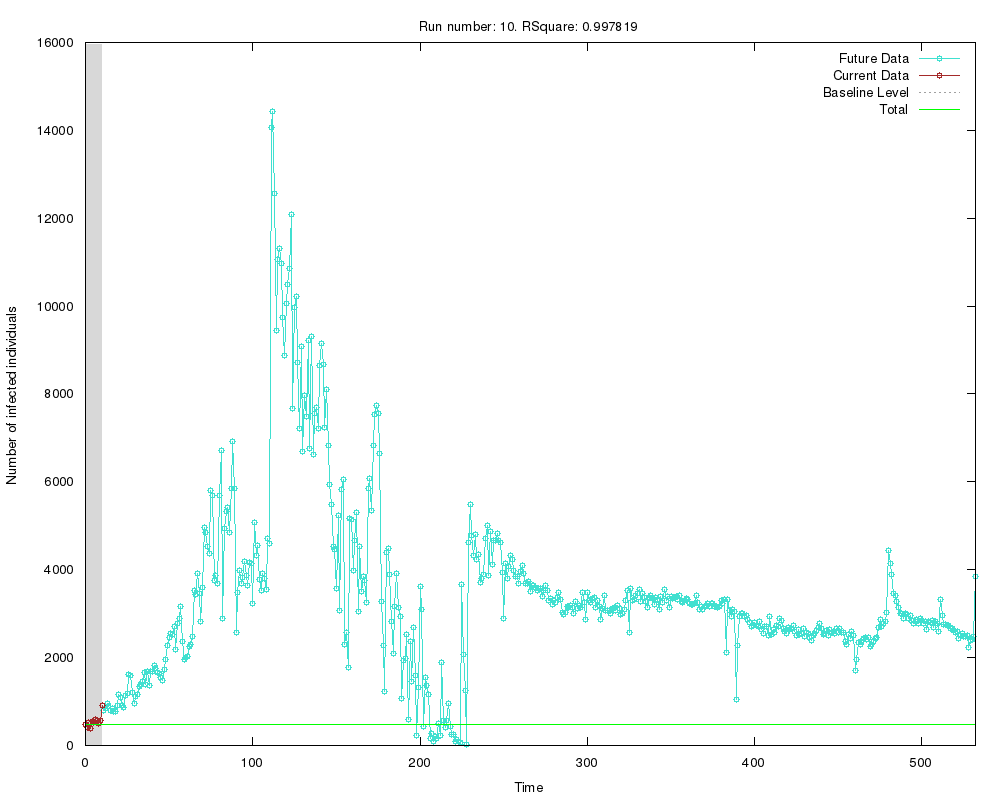 Run number: 10. RSquare: 0.997819
16000
14000
12000
10000
8000
6000
4000
2000
0
Number of infected individuals
Future Data
Current Data
Baseline Level
Total
0 100 200 300 400 500
Time